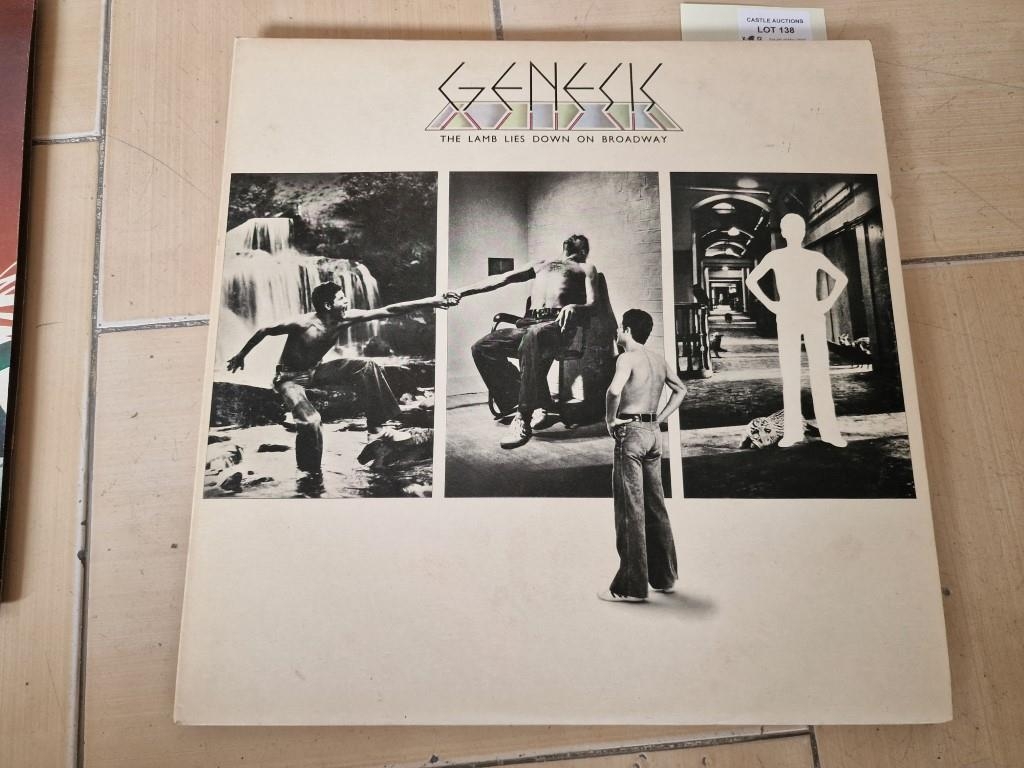 CASTLE AUCTIONS
LOT 138
GENESIS
THE LAMB LIES DOWN ON BROADWAY